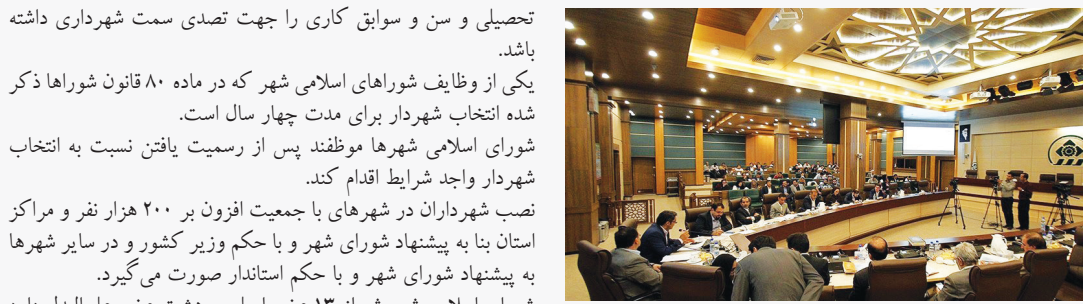 تحصیلی و سن و سوابق کاری را جهت تصدی سمت شهرداری داشته
باشد.
یکی از وظایف شوراهای اسلامی شهر که در ماده ۸۰ قانون شوراها ذکر
شده انتخاب شهردار برای مدت چهار سال است.
شورای اسلامی شهرها موظفند پس از رسمیت یافتن نسبت به انتخاب
شهردار واجد شرایط اقدام کند.
نصب شهرداران در شهرهای با جمعیت افزون بر ۲۰۰ هزار نفر و مراکز
استان بنا به پیشنهاد شورای شهر و با حکم وزیر کشور و در سایر شهرها
به پیشنهاد شورای شهر و با حکم استاندار صورت می‌گیرد.